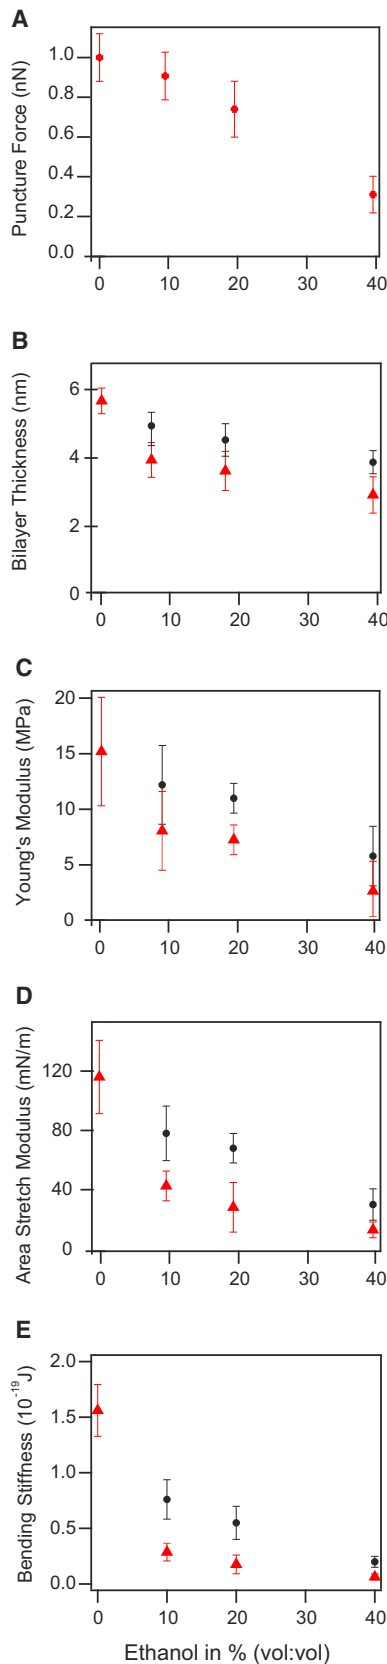 A
Puncture Force (nN)
1.0
0.8
0.6
0.4
0.2
0.0
0 10 20 30 40
B
Bilayer Thickness (nm)
6
4
2
0
0 10 20 30 40
C
Young's Modulus (MPa)
20
15
10
5
0
0 10 20 30 40
D
Area Stretch Modulus (mN/m)
120
80
40
0
0 10 20 30 40
E
Bending Stiffness (10⁻¹⁹J)
2.0
1.5
1.0
0.5
0.0
0 10 20 30 40
Ethanol in % (vol:vol)